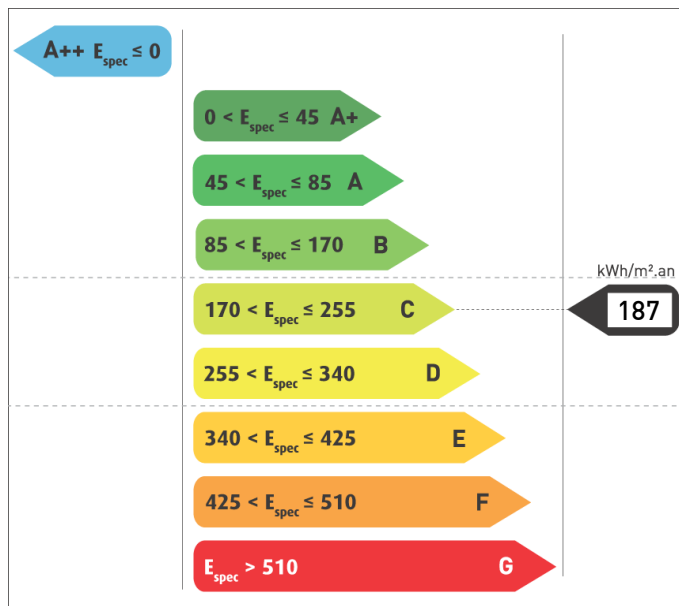 A++ Espec ≤ 0
0 < Espec ≤ 45 A+
45 < Espec ≤ 85 A
85 < Espec ≤ 170 B
kWh/m².an
170 < Espec ≤ 255 C
187
255 < Espec ≤ 340 D
340 < Espec ≤ 425 E
425 < Espec ≤ 510 F
Espec > 510 G